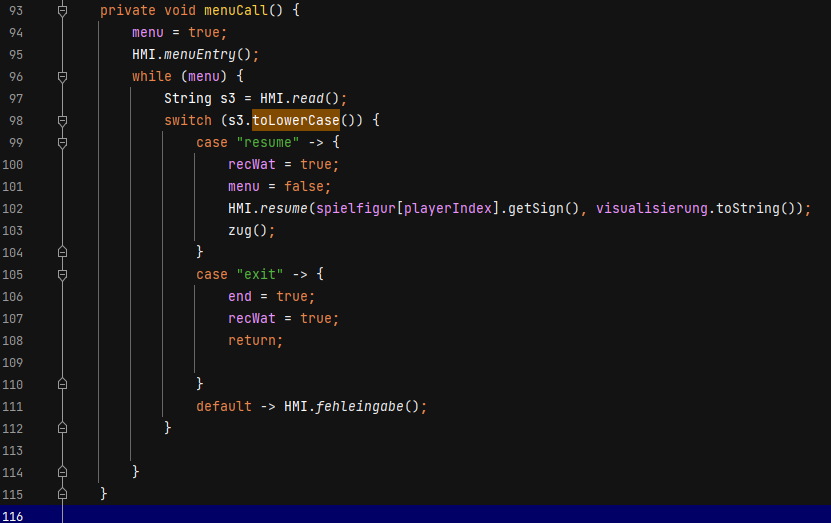 93 private void menuCall() {
94 menu = true;
95 HMI.menuEntry();
96 while (menu) {
97 String s3 = HMI.read();
98 switch (s3.toLowerCase()) {
99 case "resume" -> {
100 recWat = true;
101 menu = false;
102 HMI.resume(spielfigur[playerIndex].getSign(), visualisierung.toString());
103 zug();
104 }
105 case "exit" -> {
106 end = true;
107 recWat = true;
108 return;
109
110 }
111 default -> HMI.fehleingabe();
112 }
113
114 }
115 }
116